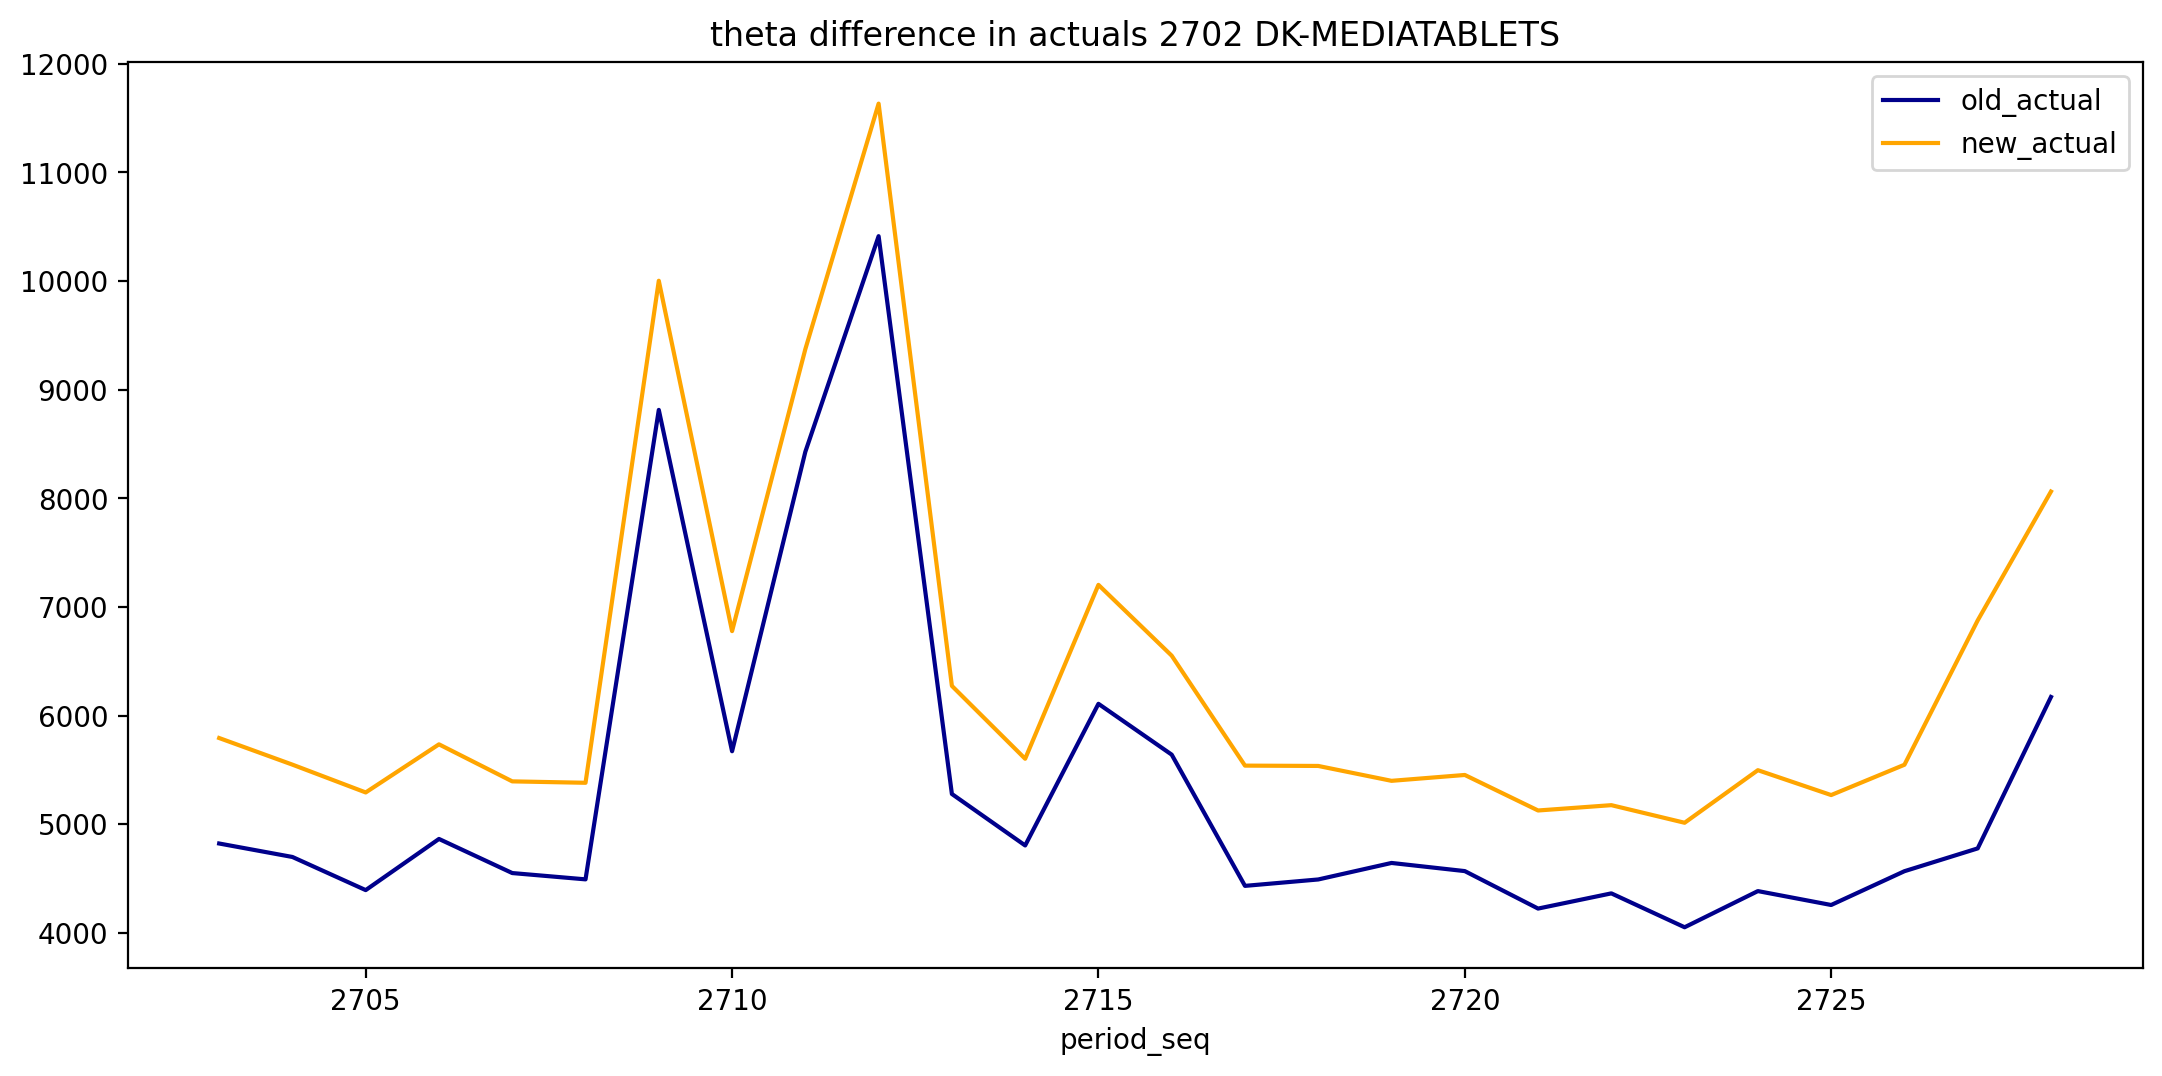 theta difference in actuals 2702 DK-MEDIATABLETS
12000
11000
10000
9000
8000
7000
6000
5000
4000
old_actual
new_actual
2705 2710 2715 2720 2725
period_seq